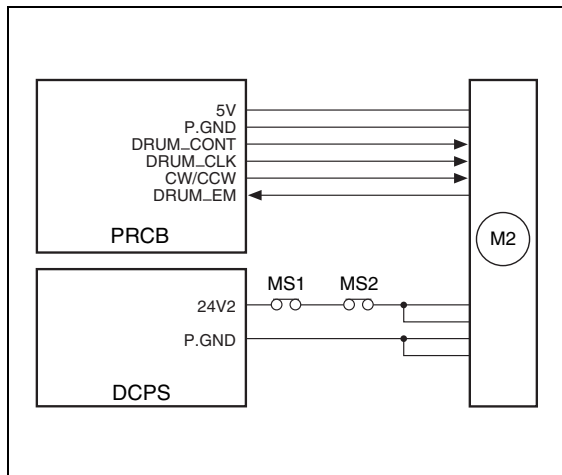 5V
P.GND
DRUM_CONT
DRUM_CLK
CW/CCW
DRUM_EM
PRCB
M2
MS1 MS2
24V2
P.GND
DCPS